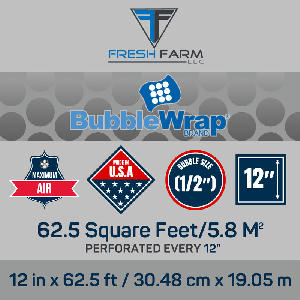 FRESH FARM
LLC
BubbleWrap®
BRAND
MAXIMUM
AIR
MADE IN
U.S.A
BUBBLE SIZE
(1/2")
12"
62.5 Square Feet/5.8 M²
PERFORATED EVERY 12"
12 in x 62.5 ft / 30.48 cm x 19.05 m